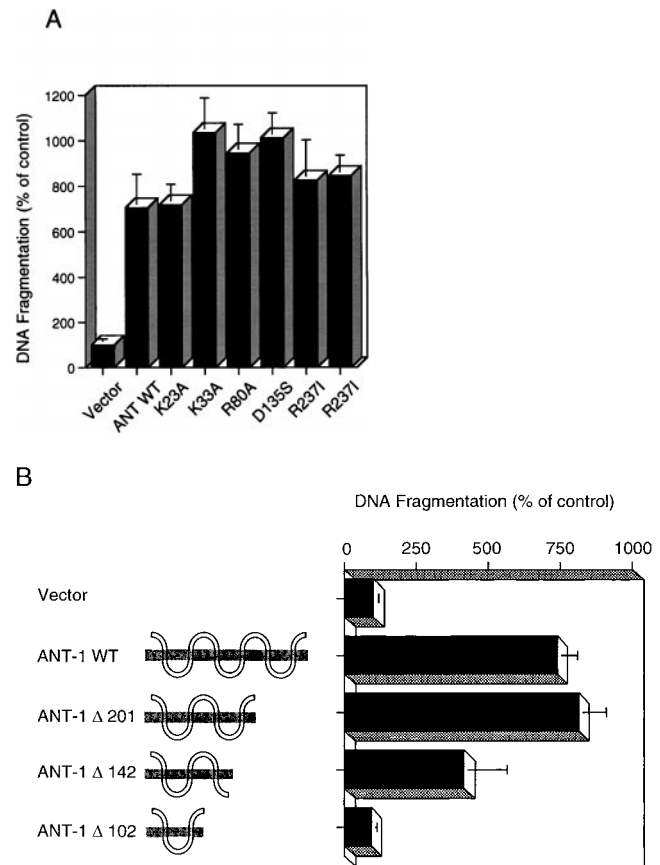 A
DNA Fragmentation (% of control)
1200
1000
800
600
400
200
0
Vector
ANT WT
K23A
K33A
R80A
D135S
R237I
R237I
B
DNA Fragmentation (% of control)
0 250 500 750 1000
Vector
ANT-1 WT
ANT-1 Δ 201
ANT-1 Δ 142
ANT-1 Δ 102